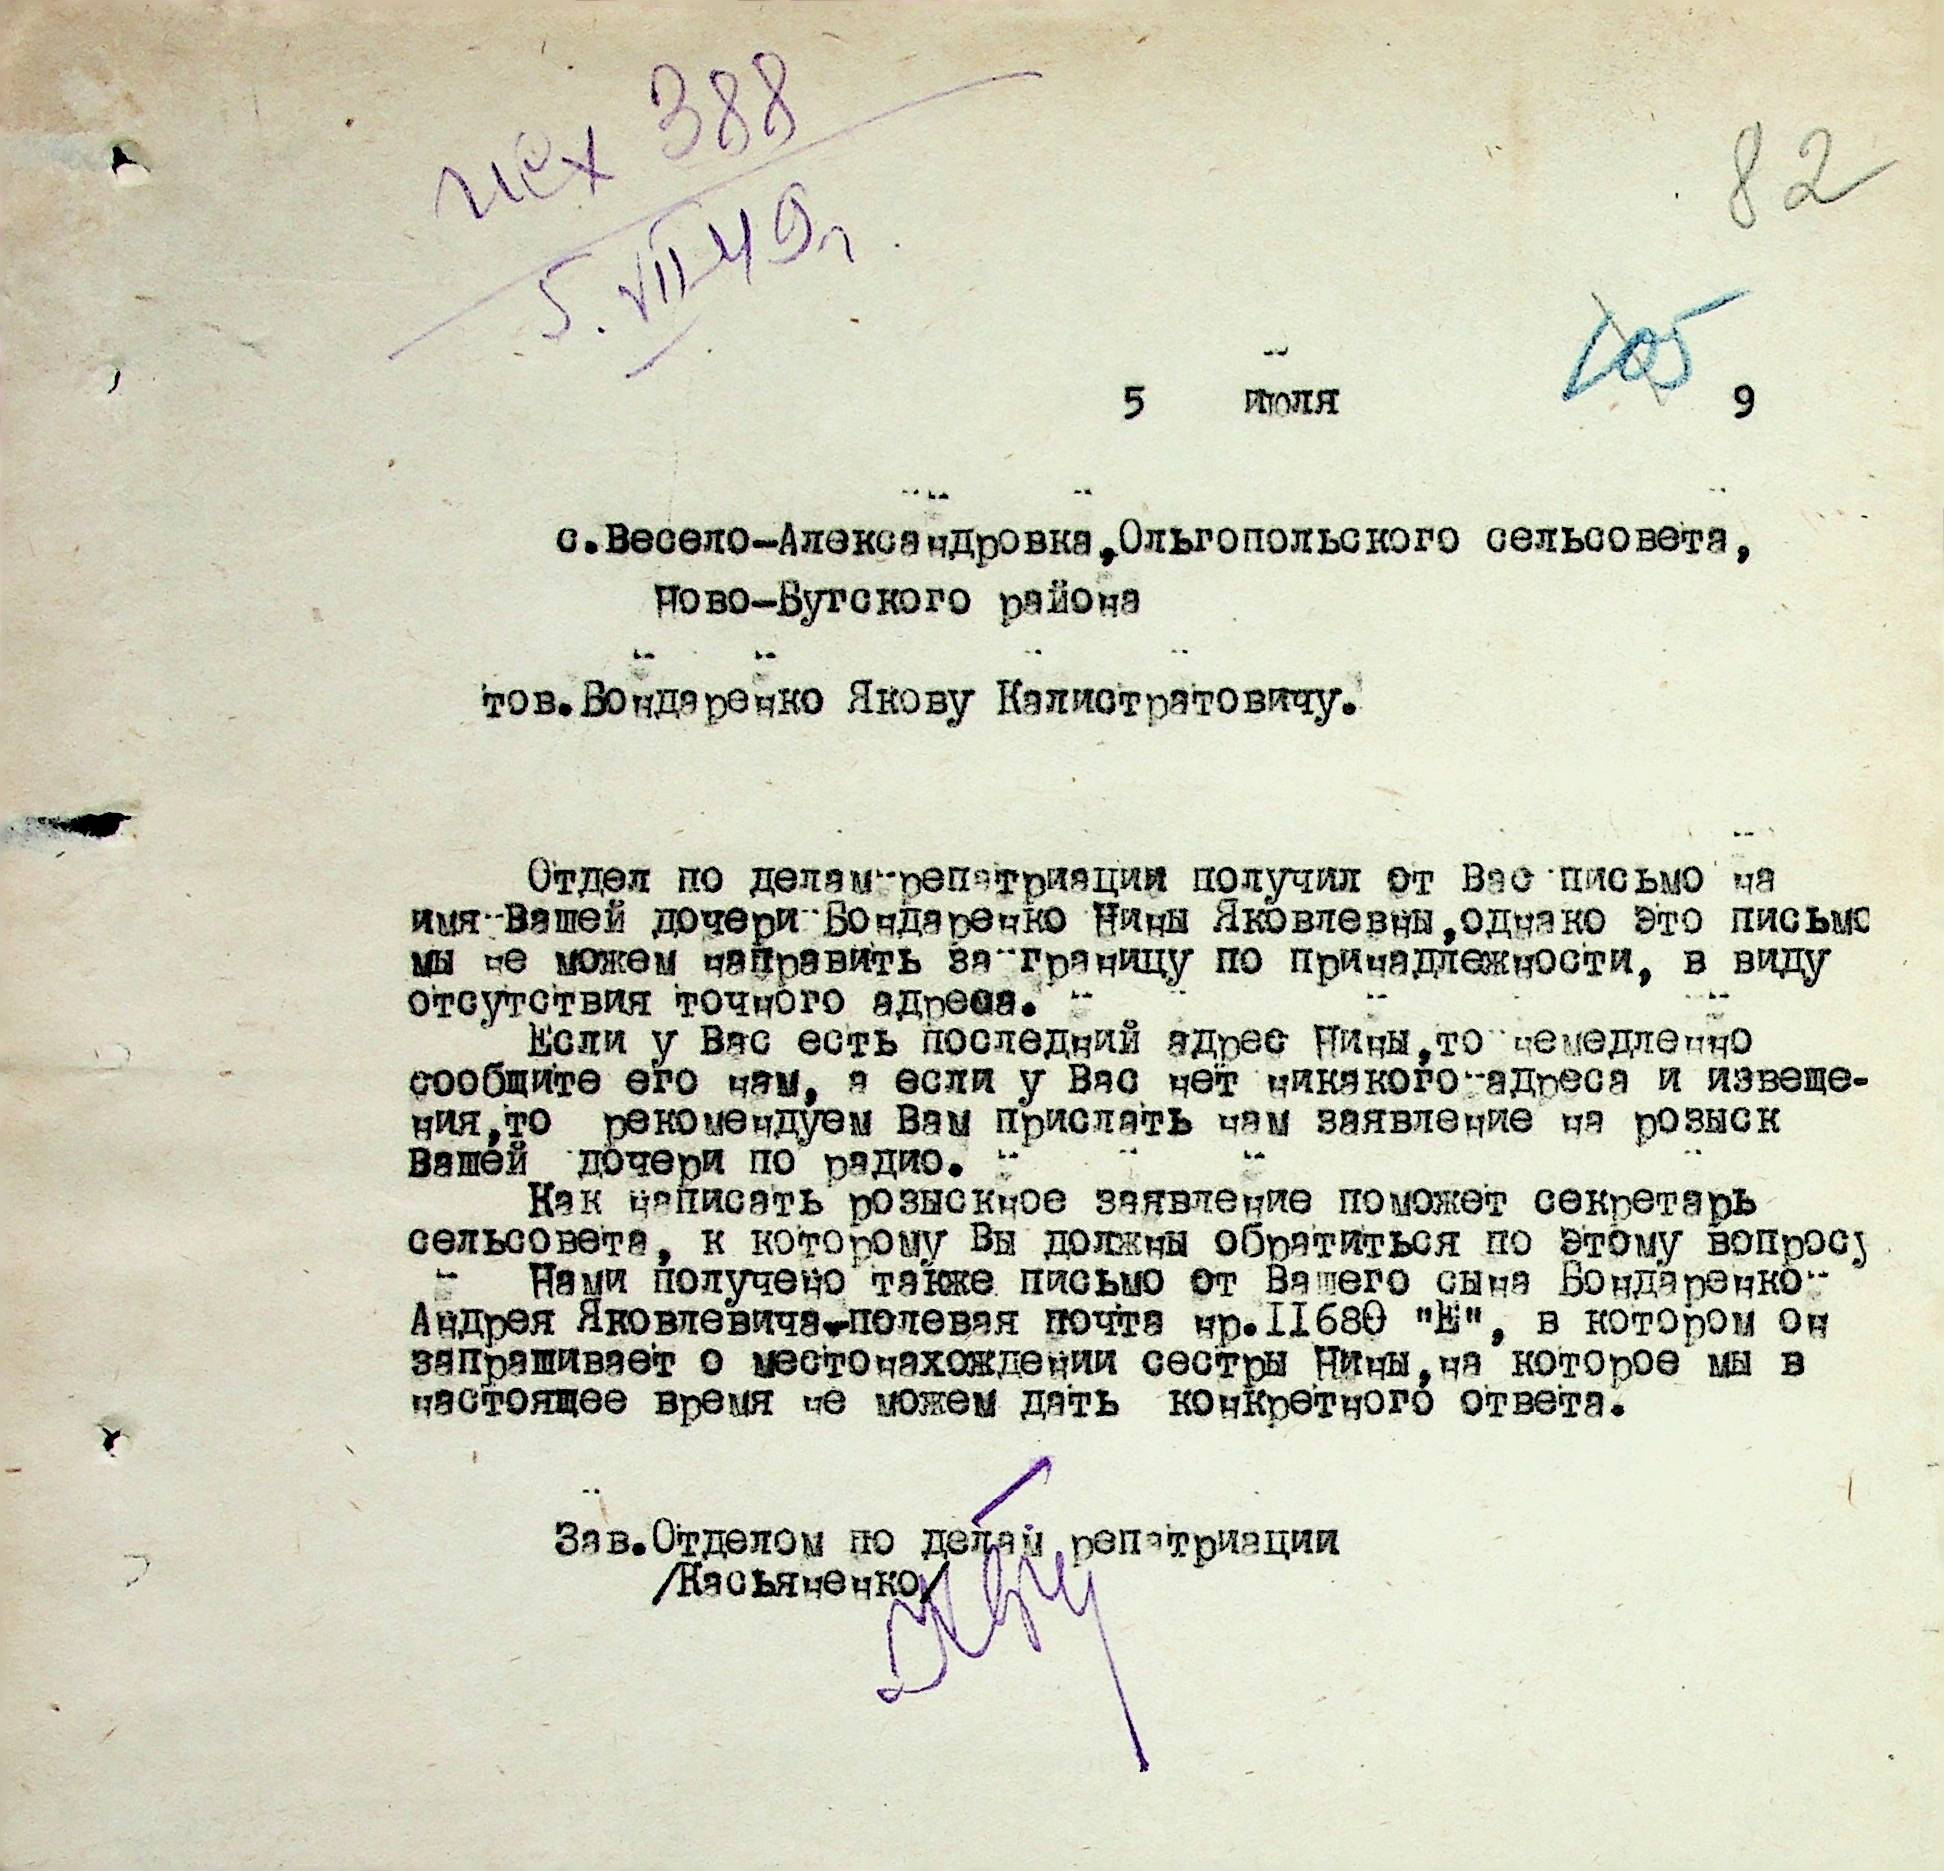 исх 388
5.VII 49г
82
105
5 июля 9
с.Весело-Александровка,Ольгопольского сельсовета,
Ново-Бугского района
тов.Бондаренко Якову Калистратовичу.
Отдел по делам репатриации получил от Вас письмо на
имя Вашей дочери Бондаренко Нины Яковлевны,однако это письмо
мы не можем направить за границу по принадлежности, в виду
отсутствия точного адреса.
Если у Вас есть последний адрес Нины,то немедленно
сообщите его нам, а если у Вас нет никакого адреса и извеще-
ния,то рекомендуем Вам прислать нам заявление на розыск
Вашей дочери по радио.
Как написать розыскное заявление поможет секретарь
сельсовета, к которому Вы должны обратиться по этому вопросу
Нами получено также письмо от Вашего сына Бондаренко
Андрея Яковлевича-полевая почта нр.II680 "Е", в котором он
запрашивает о местонахождении сестры Нины,на которое мы в
настоящее время не можем дать конкретного ответа.
Зав.Отделом по делам репатриации
/Касьяненко/